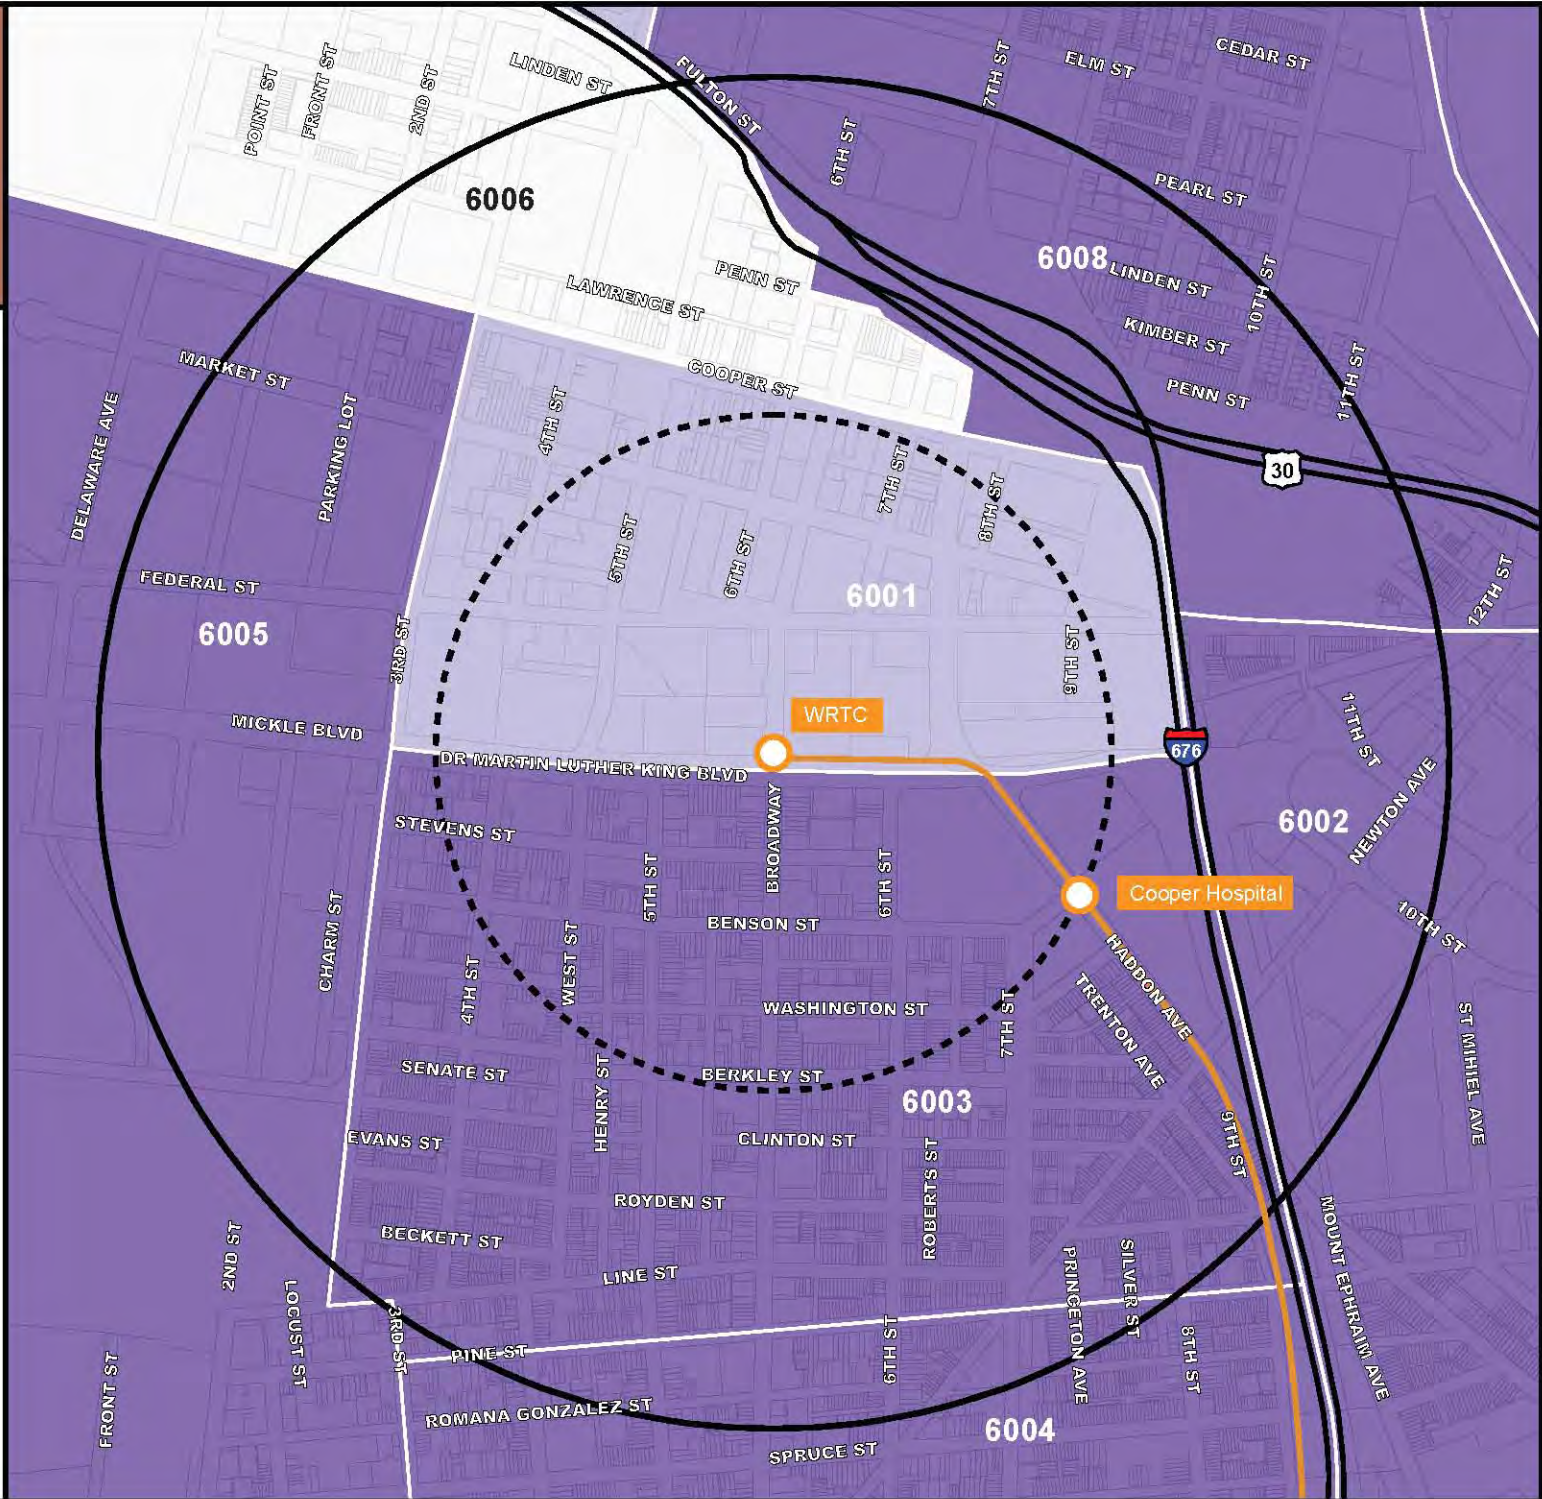 CEDAR ST
ELM ST
LINDEN ST
FULTON ST
7TH ST
FRONT ST
POINT ST
2ND ST
6TH ST
PEARL ST
6006
6008
LINDEN ST
10TH ST
PENN ST
LAWRENCE ST
KIMBER ST
MARKET ST
COOPER ST
PENN ST
11TH ST
DELAWARE AVE
PARKING LOT
4TH ST
7TH ST
8TH ST
30
5TH ST
6TH ST
FEDERAL ST
6001
12TH ST
6005
3RD ST
9TH ST
MICKLE BLVD
WRTC
11TH ST
676
DR MARTIN LUTHER KING BLVD
NEWTON AVE
6002
STEVENS ST
BROADWAY
5TH ST
6TH ST
Cooper Hospital
CHARM ST
WEST ST
BENSON ST
10TH ST
4TH ST
HADDON AVE
WASHINGTON ST
7TH ST
TRENTON AVE
ST MIHIEL AVE
SENATE ST
HENRY ST
BERKLEY ST
6003
EVANS ST
CLINTON ST
9TH ST
ROBERTS ST
ROYDEN ST
BECKETT ST
2ND ST
LINE ST
MOUNT EPHRAIM AVE
LOCUST ST
3RD ST
PRINCETON AVE
SILVER ST
PINE ST
6TH ST
8TH ST
FRONT ST
ROMANA GONZALEZ ST
6004
SPRUCE ST